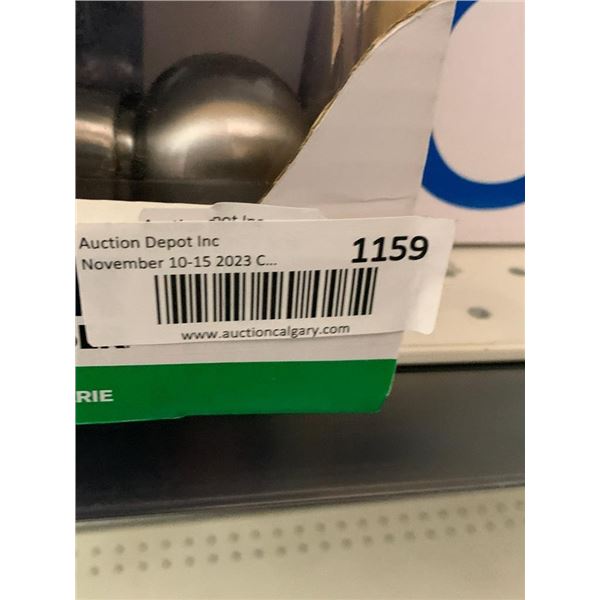 Auction Depot Inc
1159
November 10-15 2023 C...
www.auctioncalgary.com
RIE